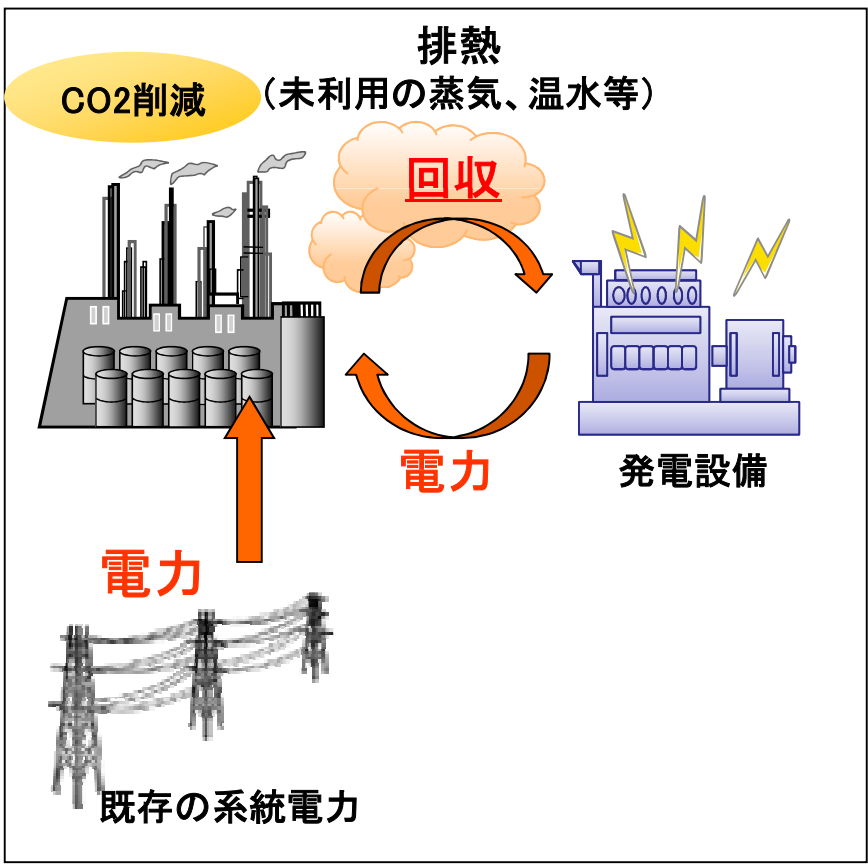 排熱
CO2削減
（未利用の蒸気、温水等）
回収
電力
発電設備
電力
既存の系統電力